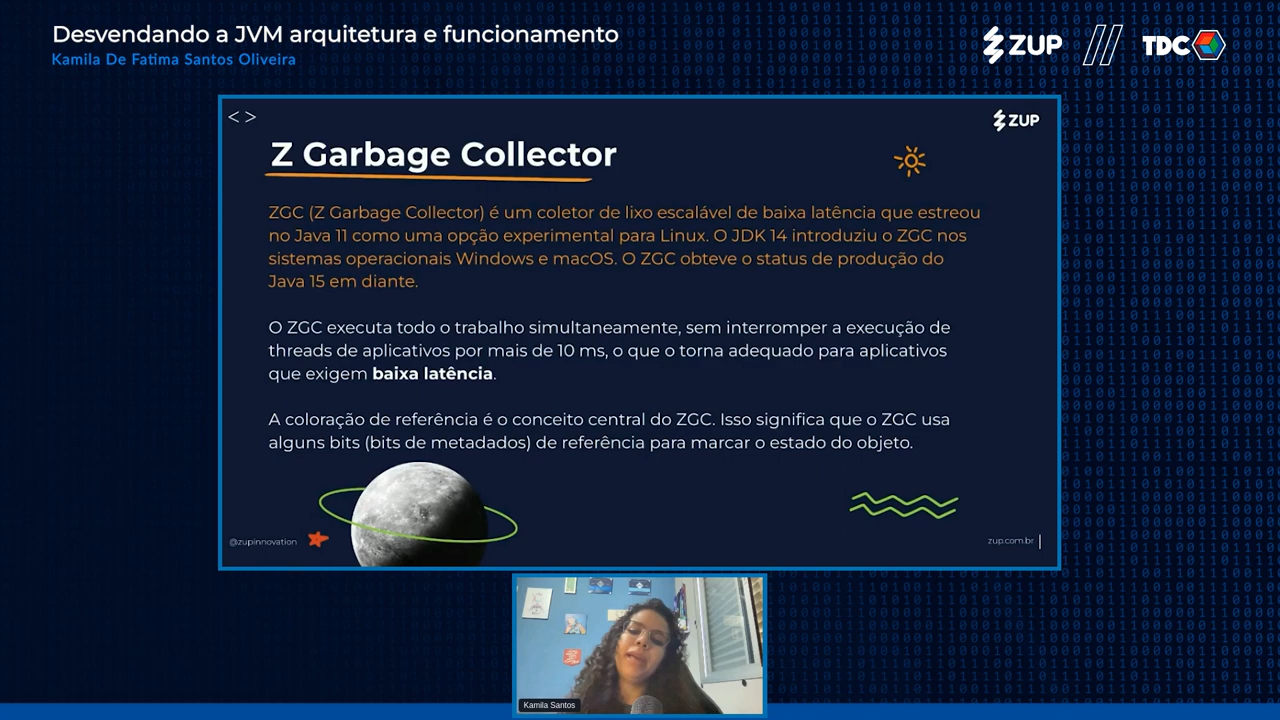 Desvendando a JVM arquitetura e funcionamento
Kamila De Fatima Santos Oliveira
ZUP
TDC
< >
ZUP
Z Garbage Collector
ZGC (Z Garbage Collector) é um coletor de lixo escalável de baixa latência que estreou
no Java 11 como uma opção experimental para Linux. O JDK 14 introduziu o ZGC nos
sistemas operacionais Windows e macOS. O ZGC obteve o status de produção do
Java 15 em diante.
O ZGC executa todo o trabalho simultaneamente, sem interromper a execução de
threads de aplicativos por mais de 10 ms, o que o torna adequado para aplicativos
que exigem baixa latência.
A coloração de referência é o conceito central do ZGC. Isso significa que o ZGC usa
alguns bits (bits de metadados) de referência para marcar o estado do objeto.
@zupinnovation
zup.com.br
Kamila Santos